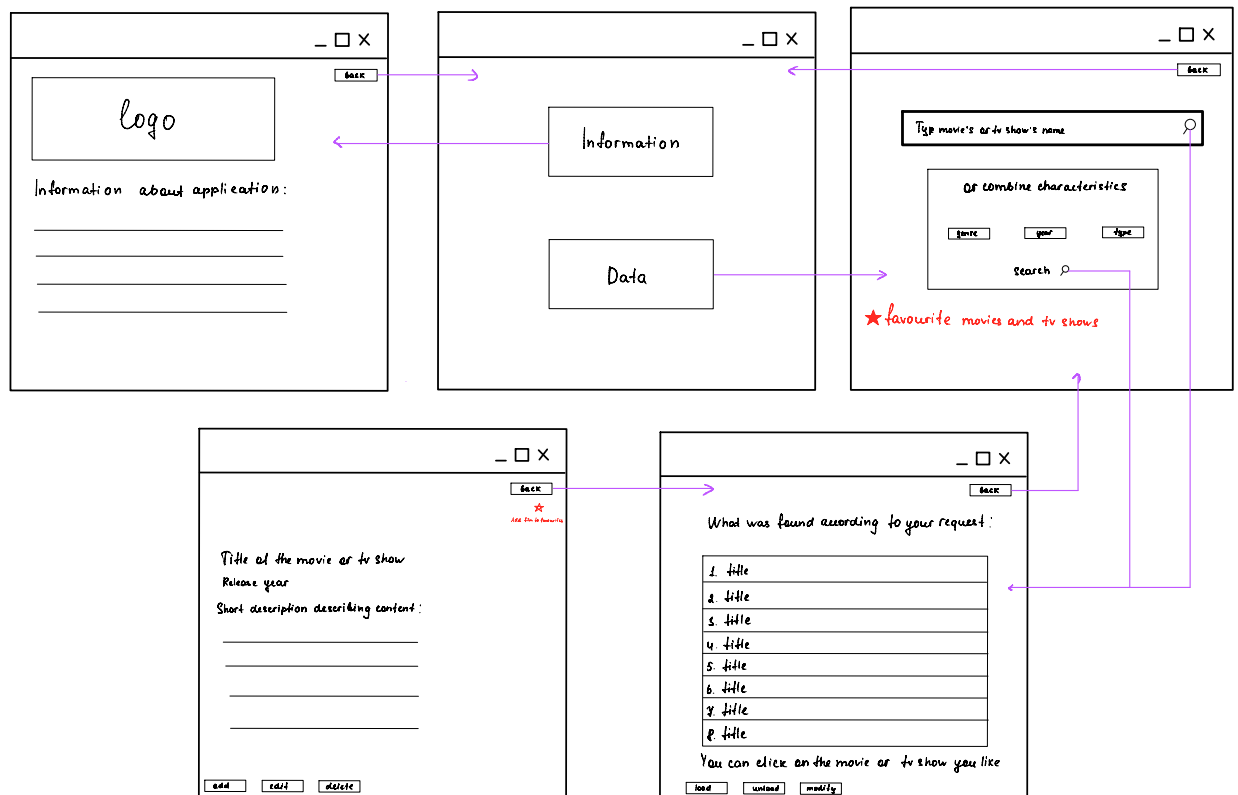 back
logo
Information about application:
Information
Data
back
Type movie's or tv show's name
or combine characteristics
genre year type
search
★ favourite movies and tv shows
back
Add film to favourites
Title of the movie or tv show
Release year
Short description describing content:
add edit delete
back
What was found according to your request:
1. title
2. title
3. title
4. title
5. title
6. title
7. title
8. title
You can click on the movie or tv show you like
load unload modify